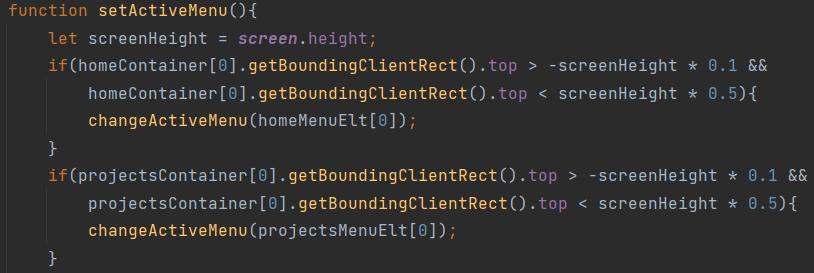 function setActiveMenu(){
    let screenHeight = screen.height;
    if(homeContainer[0].getBoundingClientRect().top > -screenHeight * 0.1 &&
        homeContainer[0].getBoundingClientRect().top < screenHeight * 0.5){
        changeActiveMenu(homeMenuElt[0]);
    }
    if(projectsContainer[0].getBoundingClientRect().top > -screenHeight * 0.1 &&
        projectsContainer[0].getBoundingClientRect().top < screenHeight * 0.5){
        changeActiveMenu(projectsMenuElt[0]);
    }